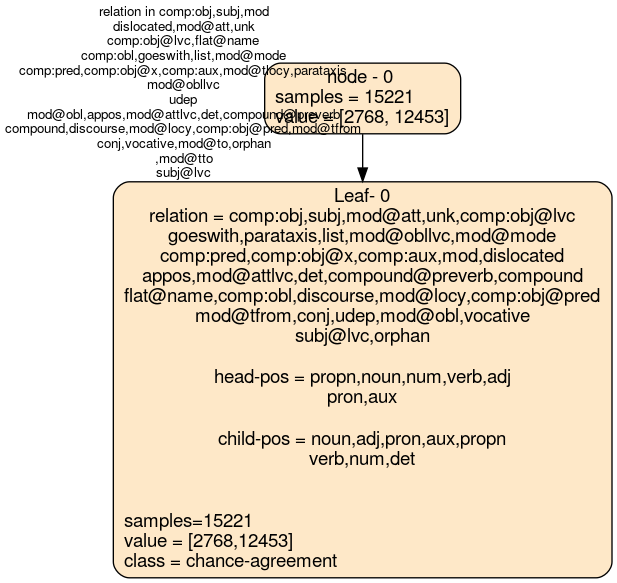 relation in comp:obj,subj,mod
dislocated,mod@att,unk
comp:obj@lvc,flat@name
comp:obl,goeswith,list,mod@mode
comp:pred,comp:obj@x,comp:aux,mod@tlocy,parataxis
mod@obllvc
udep
mod@obl,appos,mod@attlvc,det,compound@preverb
compound,discourse,mod@locy,comp:obj@pred,mod@tfrom
conj,vocative,mod@to,orphan
,mod@tto
subj@lvc
node - 0
samples = 15221
value = [2768, 12453]
Leaf- 0
relation = comp:obj,subj,mod@att,unk,comp:obj@lvc
goeswith,parataxis,list,mod@obllvc,mod@mode
comp:pred,comp:obj@x,comp:aux,mod,dislocated
appos,mod@attlvc,det,compound@preverb,compound
flat@name,comp:obl,discourse,mod@locy,comp:obj@pred
mod@tfrom,conj,udep,mod@obl,vocative
subj@lvc,orphan
head-pos = propn,noun,num,verb,adj
pron,aux
child-pos = noun,adj,pron,aux,propn
verb,num,det
samples=15221
value = [2768,12453]
class = chance-agreement